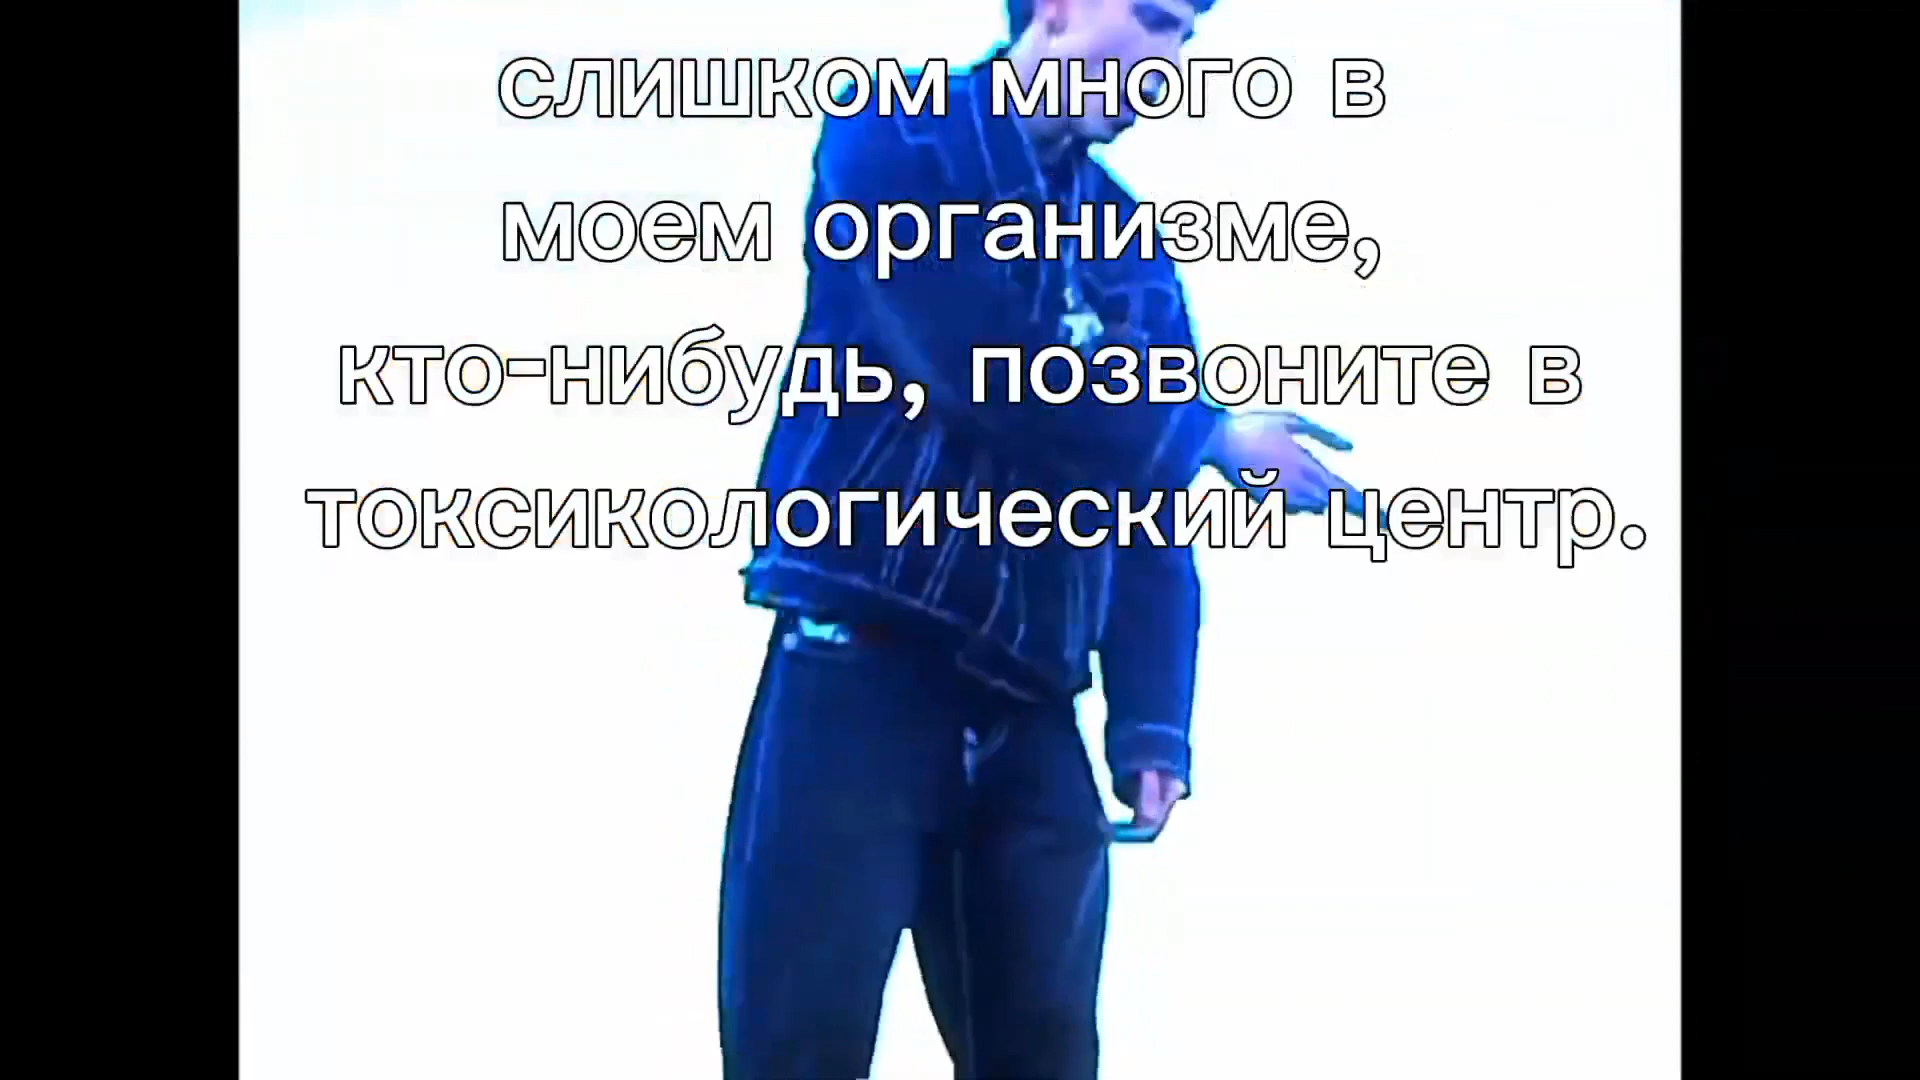 слишком много в
моем организме,
кто-нибудь, позвоните в
токсикологический центр.